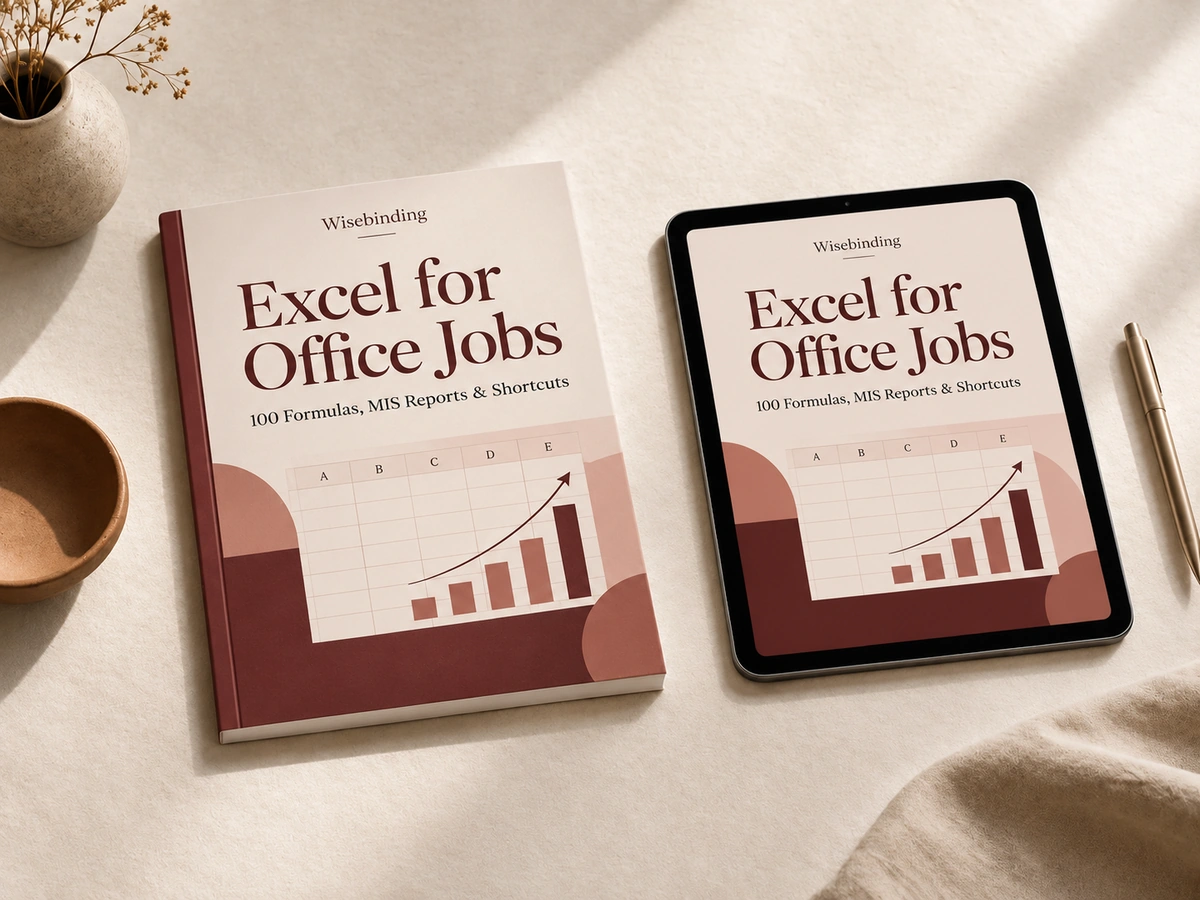 Wisebinding
Excel for
Office Jobs
100 Formulas, MIS Reports & Shortcuts
A B C D E
Wisebinding
Excel for
Office Jobs
100 Formulas, MIS Reports & Shortcuts
A B C D E